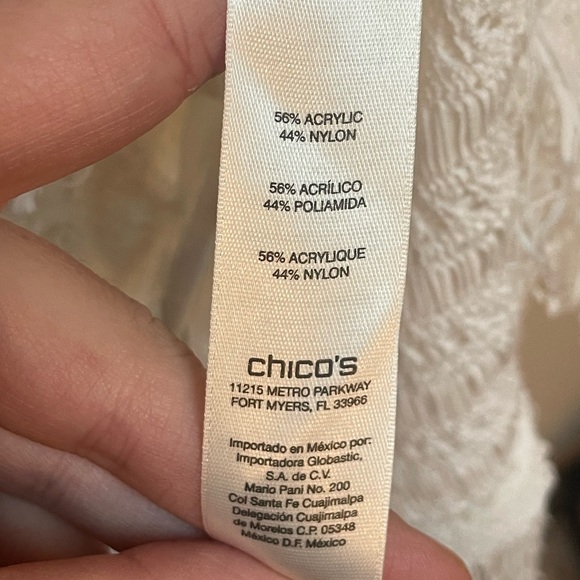 56% ACRYLIC
44% NYLON
56% ACRÍLICO
44% POLIAMIDA
56% ACRYLIQUE
44% NYLON
chico's
11215 METRO PARKWAY
FORT MYERS, FL 33966
Importado en México por:
Importadora Globastic,
S.A. de C.V.
Mario Pani No. 200
Col Santa Fe Cuajimalpa
Delegación Cuajimalpa
de Morelos C.P. 05348
México D.F. México